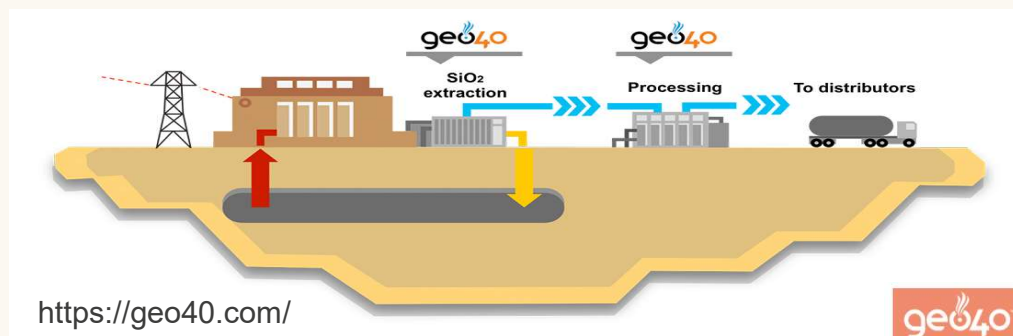 geo40
geo40
SiO₂
extraction
Processing
To distributors
https://geo40.com/
geo40